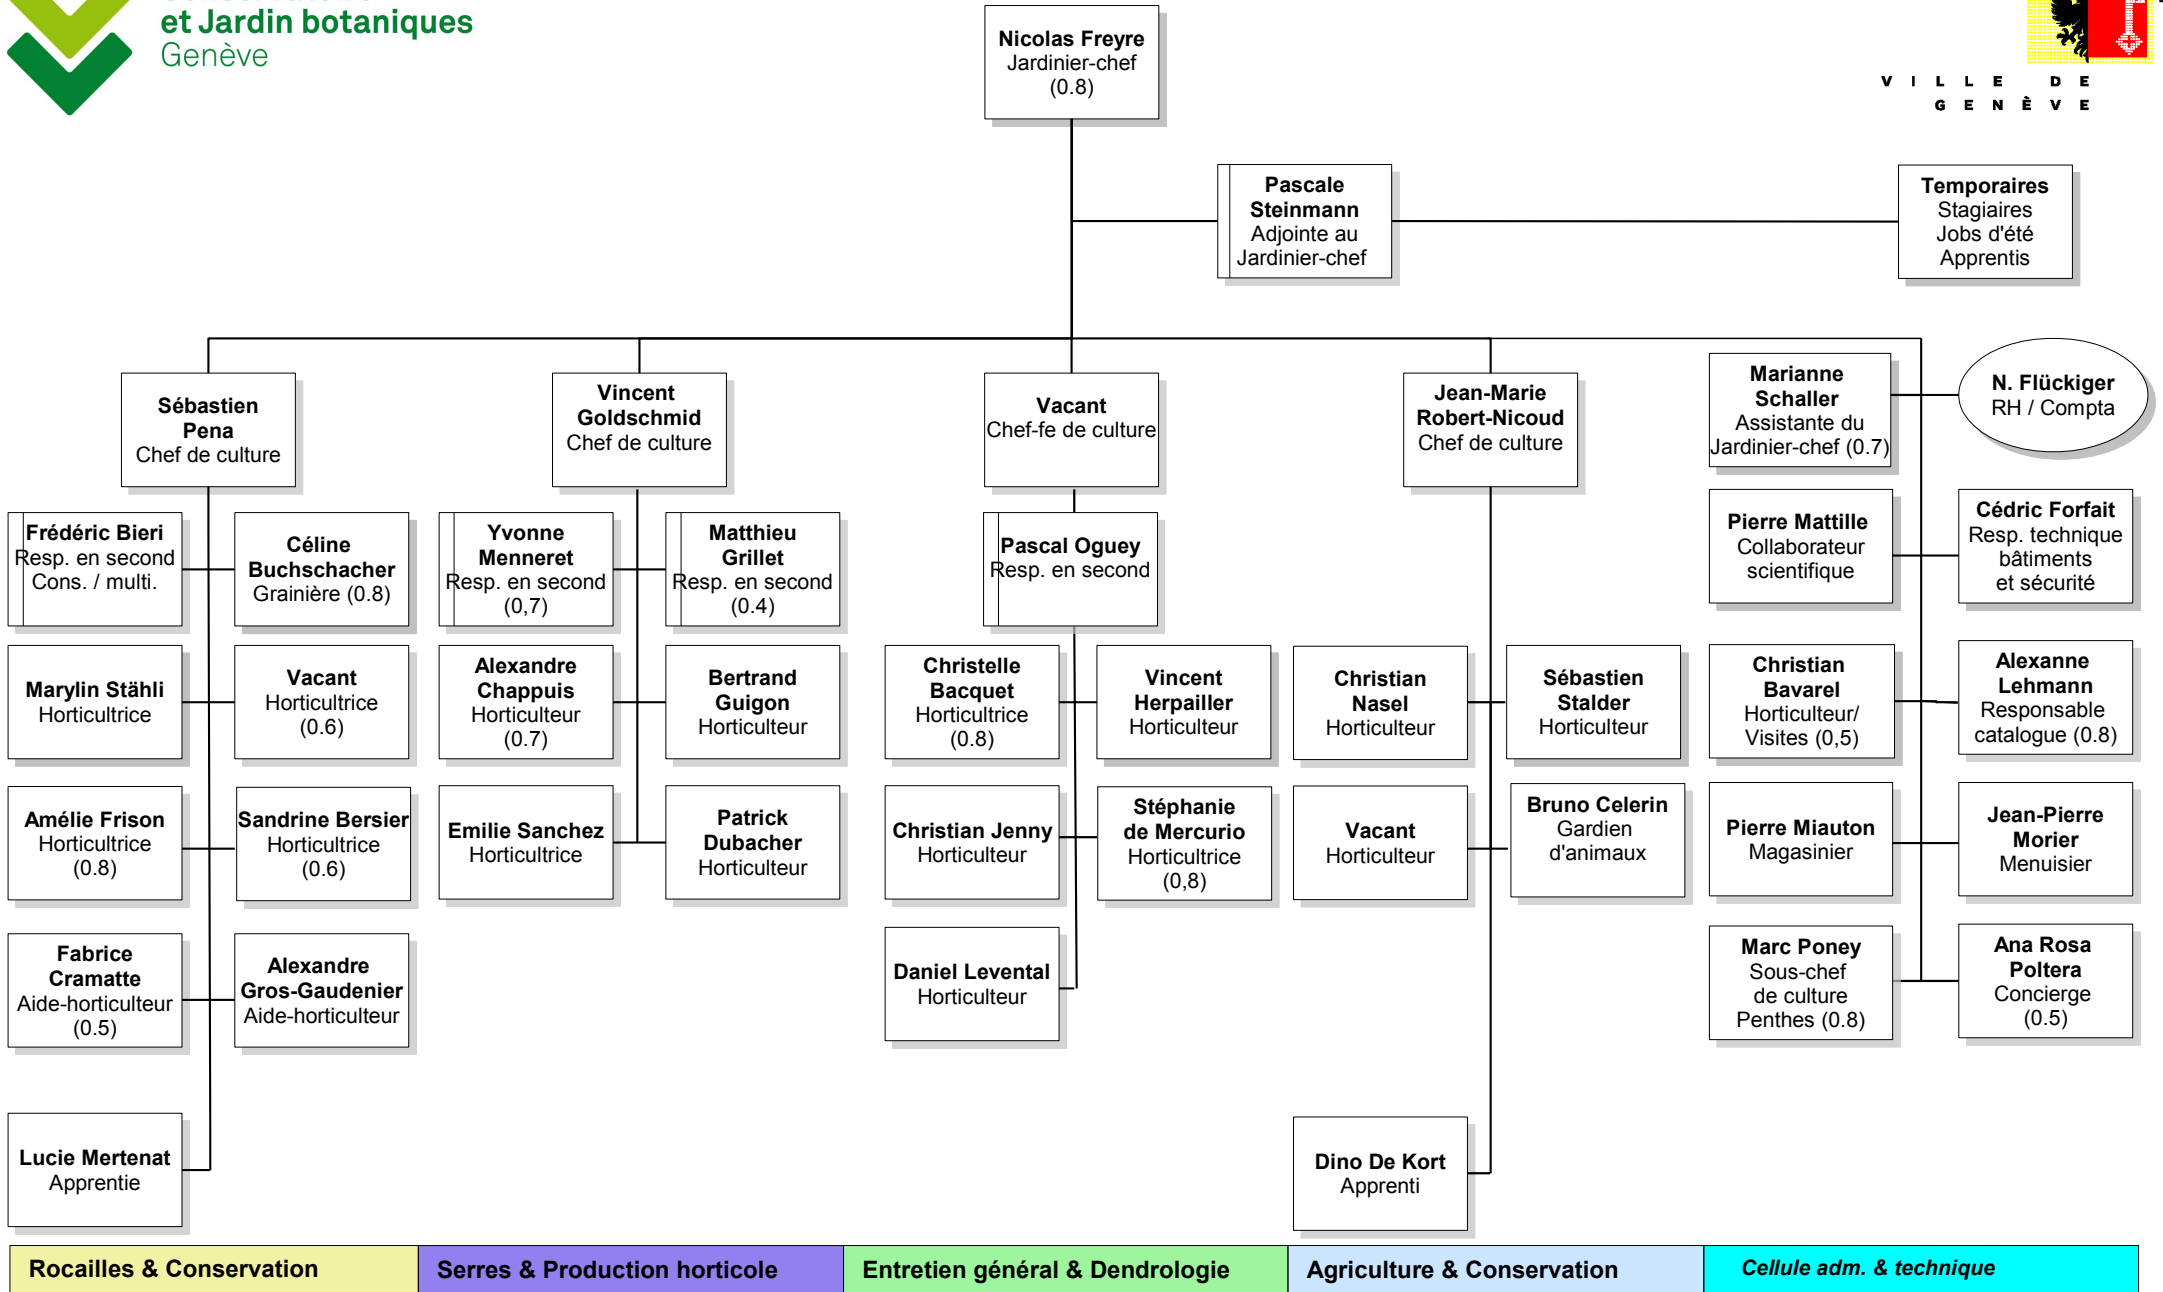 et Jardin botaniques
Genève
Nicolas Freyre
Jardinier-chef
(0.8)
VILLE DE
GENÈVE
Pascale
Steinmann
Adjointe au
Jardinier-chef
Temporaires
Stagiaires
Jobs d'été
Apprentis
Sébastien
Pena
Chef de culture
Vincent
Goldschmid
Chef de culture
Vacant
Chef-fe de culture
Jean-Marie
Robert-Nicoud
Chef de culture
Marianne
Schaller
Assistante du
Jardinier-chef (0.7)
N. Flückiger
RH / Compta
Frédéric Bieri
Resp. en second
Cons. / multi.
Céline
Buchschacher
Grainière (0.8)
Yvonne
Menneret
Resp. en second
(0,7)
Matthieu
Grillet
Resp. en second
(0.4)
Pascal Oguey
Resp. en second
Pierre Mattille
Collaborateur
scientifique
Cédric Forfait
Resp. technique
bâtiments
et sécurité
Marylin Stähli
Horticultrice
Vacant
Horticultrice
(0.6)
Alexandre
Chappuis
Horticulteur
(0.7)
Bertrand
Guigon
Horticulteur
Christelle
Bacquet
Horticultrice
(0.8)
Vincent
Herpailler
Horticulteur
Christian
Nasel
Horticulteur
Sébastien
Stalder
Horticulteur
Christian
Bavarel
Horticulteur/
Visites (0,5)
Alexanne
Lehmann
Responsable
catalogue (0.8)
Amélie Frison
Horticultrice
(0.8)
Sandrine Bersier
Horticultrice
(0.6)
Emilie Sanchez
Horticultrice
Patrick
Dubacher
Horticulteur
Christian Jenny
Horticulteur
Stéphanie
de Mercurio
Horticultrice
(0,8)
Vacant
Horticulteur
Bruno Celerin
Gardien
d'animaux
Pierre Miauton
Magasinier
Jean-Pierre
Morier
Menuisier
Fabrice
Cramatte
Aide-horticulteur
(0.5)
Alexandre
Gros-Gaudenier
Aide-horticulteur
Daniel Levental
Horticulteur
Marc Poney
Sous-chef
de culture
Penthes (0.8)
Ana Rosa
Poltera
Concierge
(0.5)
Lucie Mertenat
Apprentie
Dino De Kort
Apprenti
Rocailles & Conservation
Serres & Production horticole
Entretien général & Dendrologie
Agriculture & Conservation
Cellule adm. & technique